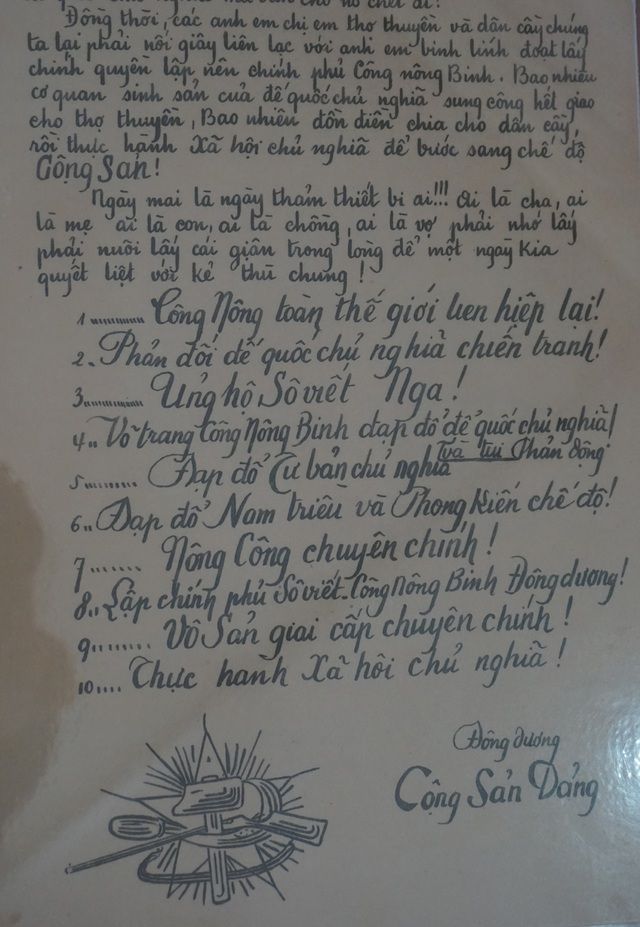 cho nó chết đi!
Đồng thời, các anh em chị em thợ thuyền và dân cầy chúng
ta lại phải nối giây liên lạc với anh em binh lính đoạt lấy
chính quyền lập nên chính phủ Công nông Binh. Bao nhiêu
cơ quan sinh sản của đế quốc chủ nghĩa sung công hết giao
cho thợ thuyền, Bao nhiêu đồn điền chia cho dân cầy,
rồi thực hành Xã hội chủ nghĩa để bước sang chế độ
Cộng Sản!
Ngày mai là ngày thảm thiết bi ai!!! Ai là cha, ai
là mẹ ai là con, ai là chồng, ai là vợ phải nhớ lấy
phải nuôi lấy cái giận trong lòng để một ngày kia
quyết liệt với kẻ thù chung!
1......... Công Nông toàn thế giới lien hiệp lại!
2.. Phản đối đế quốc chủ nghĩa chiến tranh!
3......... Ủng hộ Sô viết Nga!
4.. Võ trang Công Nông Binh đạp đổ đế quốc chủ nghĩa!
5......... Đạp đổ Tư bản chủ nghĩa và tụi Phản động
6.. Đạp đổ Nam triều và Phong Kiến chế độ!
7....... Nông Công chuyên chính!
8.. Lập chính phủ Sô viết-Công Nông Binh Đông dương!
9........ Vô Sản giai cấp chuyên chính!
10.... Thực hành Xã hôi chủ nghĩa!
Đông dương
Cộng Sản Đảng